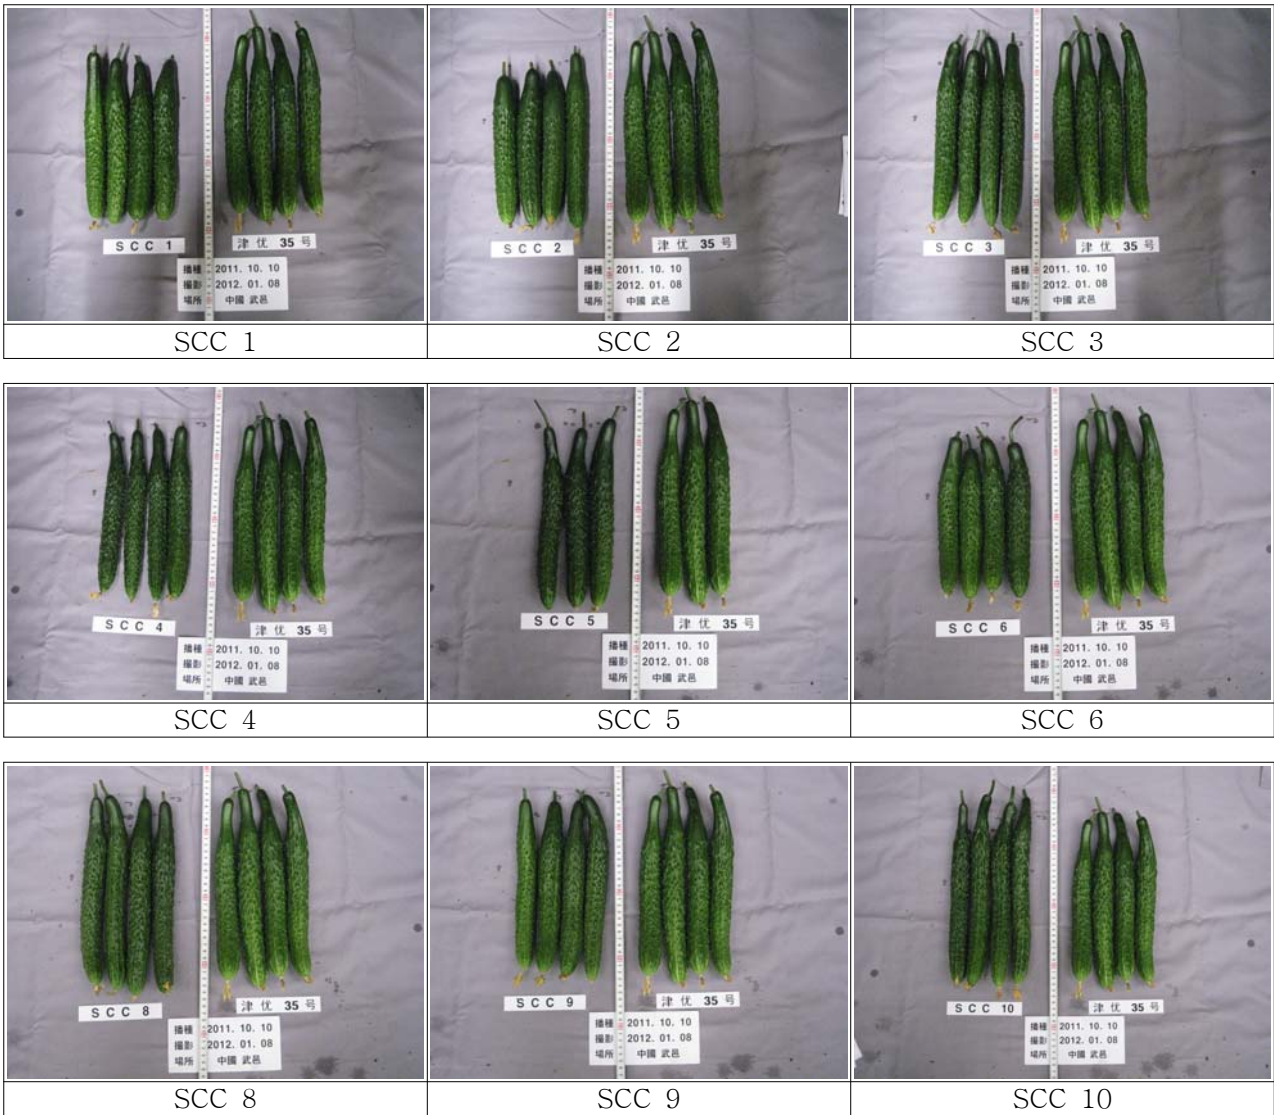 SCC 1
津优 35 号
播種 2011. 10. 10
撮影 2012. 01. 08
場所 中國 武邑
SCC 1
SCC 2
津优 35 号
播種 2011. 10. 10
撮影 2012. 01. 08
場所 中國 武邑
SCC 2
SCC 3
津优 35 号
播種 2011. 10. 10
撮影 2012. 01. 08
場所 中國 武邑
SCC 3
SCC 4
津优 35 号
播種 2011. 10. 10
撮影 2012. 01. 08
場所 中國 武邑
SCC 4
SCC 5
津优 35 号
播種 2011. 10. 10
撮影 2012. 01. 08
場所 中國 武邑
SCC 5
SCC 6
津优 35 号
播種 2011. 10. 10
撮影 2012. 01. 08
場所 中國 武邑
SCC 6
SCC 8
津优 35 号
播種 2011. 10. 10
撮影 2012. 01. 08
場所 中國 武邑
SCC 8
SCC 9
津优 35 号
播種 2011. 10. 10
撮影 2012. 01. 08
場所 中國 武邑
SCC 9
SCC 10
津优 35 号
播種 2011. 10. 10
撮影 2012. 01. 08
場所 中國 武邑
SCC 10